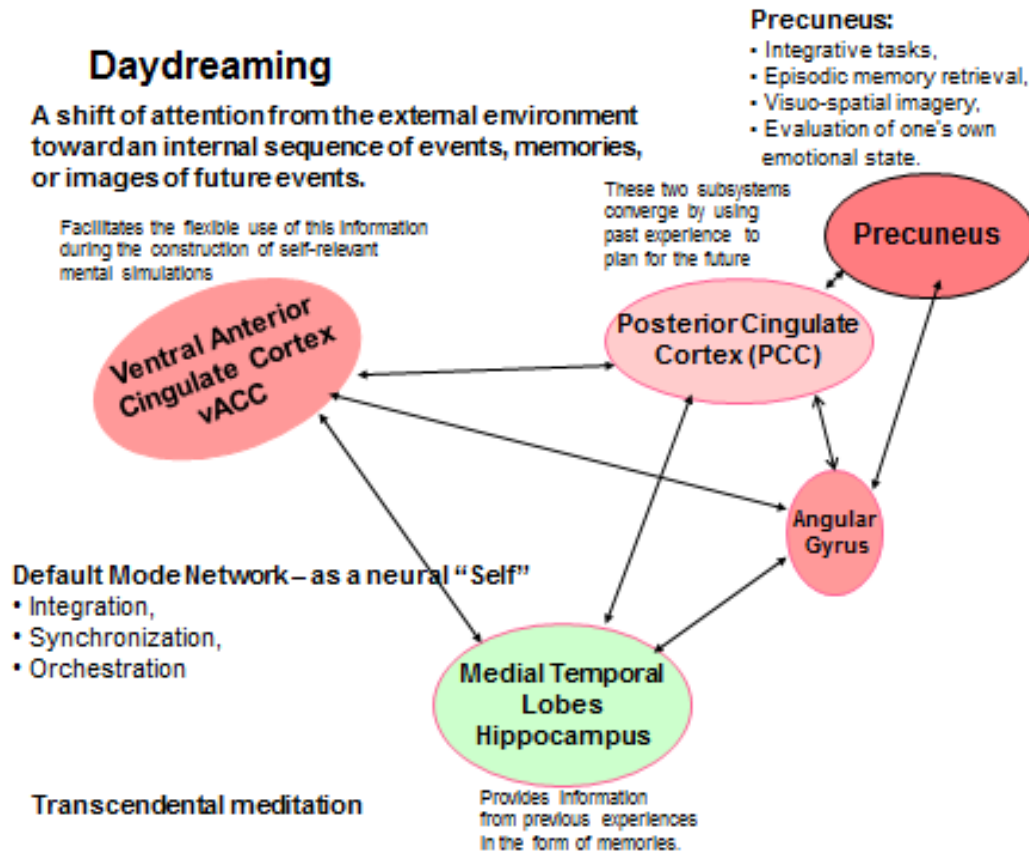 Daydreaming
A shift of attention from the external environment
toward an internal sequence of events, memories,
or images of future events.
Precuneus:
• Integrative tasks,
• Episodic memory retrieval,
• Visuo-spatial imagery,
• Evaluation of one's own
emotional state.
Facilitates the flexible use of this information
during the construction of self-relevant
mental simulations
These two subsystems
converge by using
past experience to
plan for the future
Precuneus
Ventral Anterior
Cingulate Cortex
vACC
Posterior Cingulate
Cortex (PCC)
Angular
Gyrus
Default Mode Network – as a neural “Self”
• Integration,
• Synchronization,
• Orchestration
Medial Temporal
Lobes
Hippocampus
Transcendental meditation
Provides information
from previous experiences
in the form of memories.